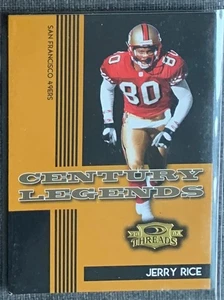 SAN FRANCISCO 49ERS
80
CENTURY
LEGENDS
THREADS
JERRY RICE